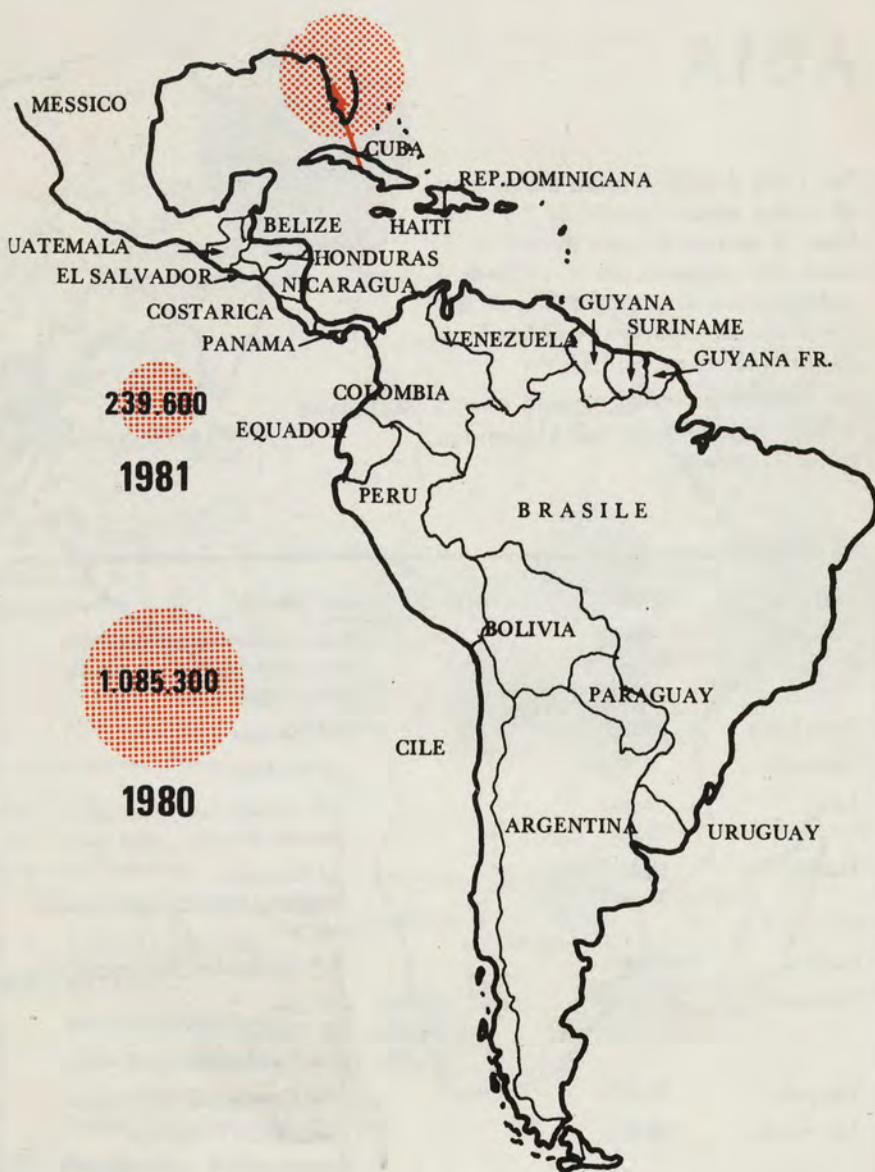 MESSICO
CUBA
REP.DOMINICANA
BELIZE
HAITI
UATEMALA
HONDURAS
EL SALVADOR
NICARAGUA
COSTARICA
GUYANA
SURINAME
PANAMA
VENEZUELA
GUYANA FR.
COLOMBIA
239.600
EQUADOR
1981
PERU
BRASILE
BOLIVIA
1.085.300
PARAGUAY
CILE
1980
ARGENTINA
URUGUAY